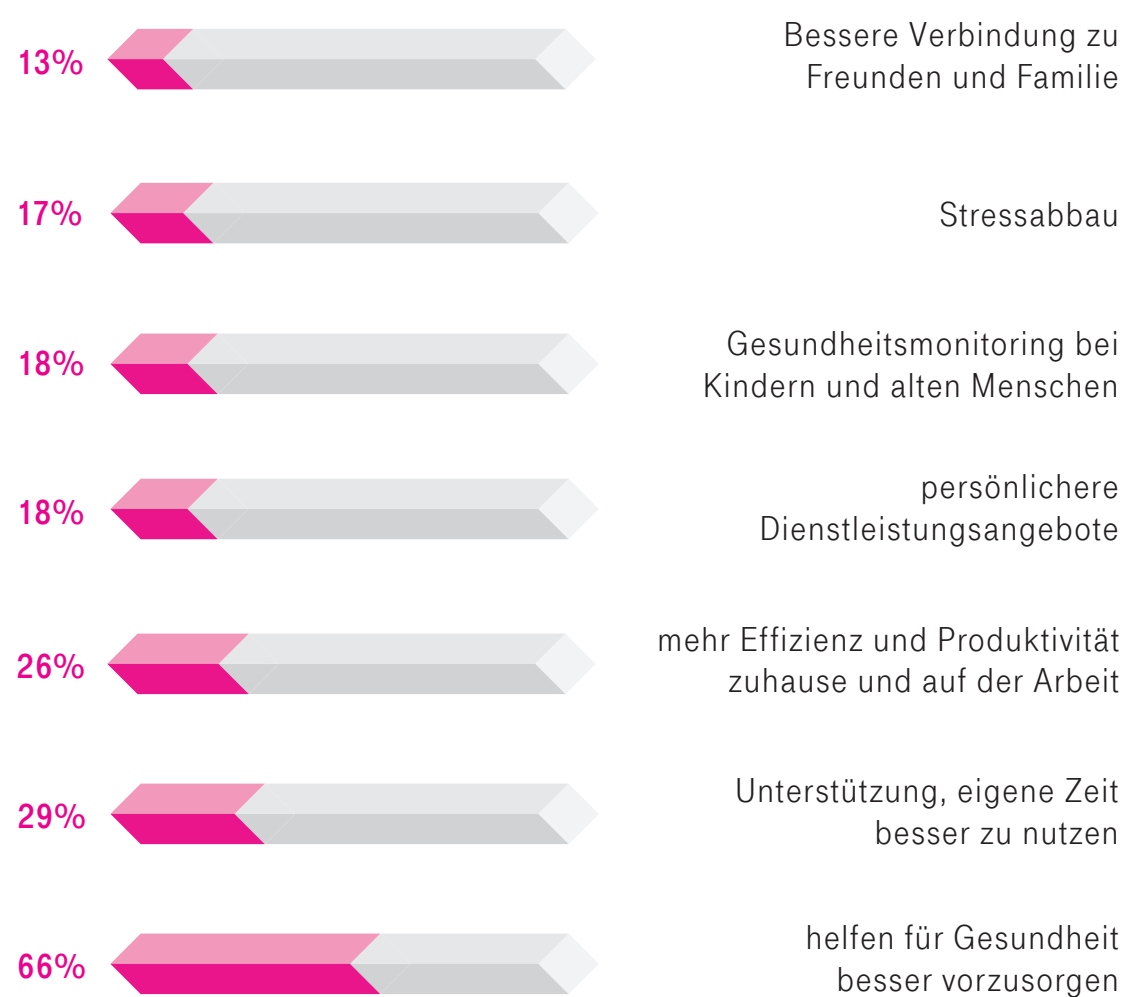 13%
Bessere Verbindung zu
Freunden und Familie
17%
Stressabbau
18%
Gesundheitsmonitoring bei
Kindern und alten Menschen
18%
persönlichere
Dienstleistungsangebote
26%
mehr Effizienz und Produktivität
zuhause und auf der Arbeit
29%
Unterstützung, eigene Zeit
besser zu nutzen
66%
helfen für Gesundheit
besser vorzusorgen